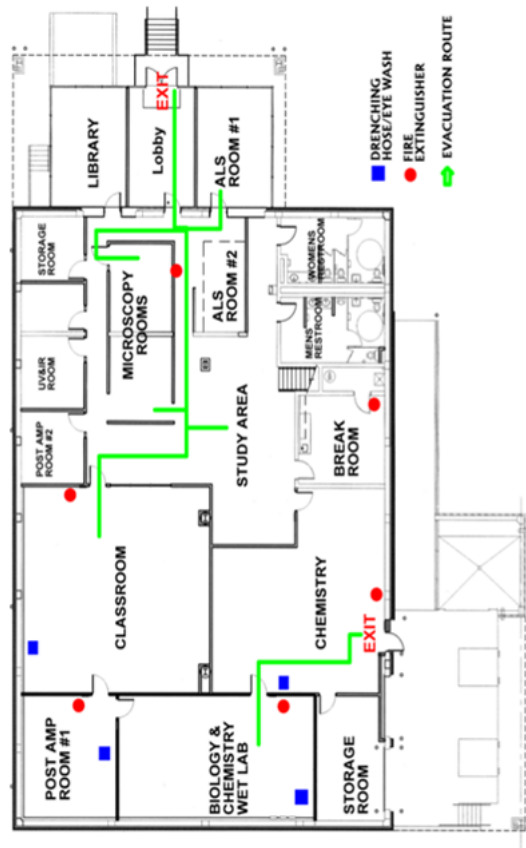 STORAGE
ROOM
UV&IR ROOM
POST AMP
ROOM #2
MICROSCOPY
ROOMS
LIBRARY
Lobby
EXIT
ALS
ROOM #1
ALS
ROOM #2
WOMENS
RESTROOM
MENS
RESTROOM
STUDY AREA
BREAK
ROOM
CLASSROOM
CHEMISTRY
EXIT
POST AMP
ROOM #1
BIOLOGY &
CHEMISTRY
WET LAB
STORAGE
ROOM
DRENCHING
HOSE/EYE WASH
FIRE
EXTINGUISHER
EVACUATION ROUTE